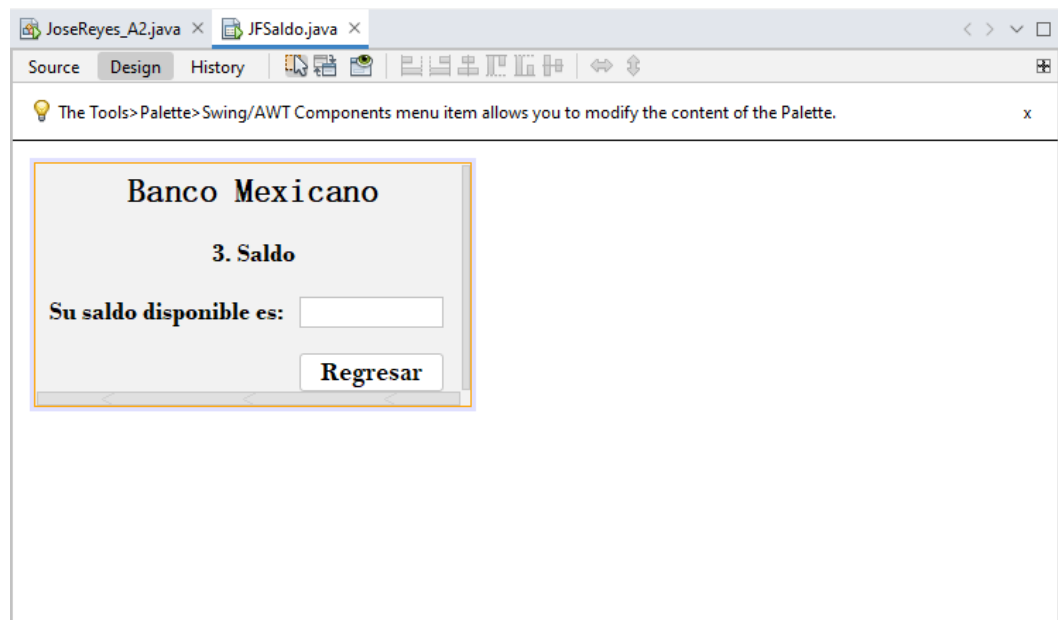 JoseReyes_A2.java JFSaldo.java
Source Design History
The Tools>Palette>Swing/AWT Components menu item allows you to modify the content of the Palette. x
Banco Mexicano
3. Saldo
Su saldo disponible es:
Regresar